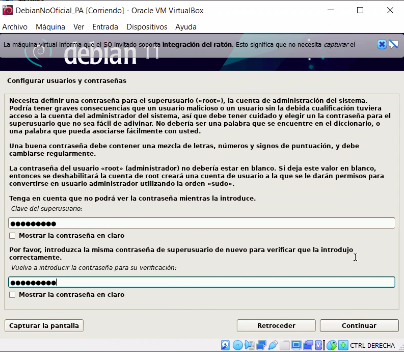 DebianNoOficial_PA [Corriendo] - Oracle VM VirtualBox
Archivo Máquina Ver Entrada Dispositivos Ayuda
La máquina virtual informa que el SO invitado soporta integración del ratón. Esto significa que no necesita capturar el
debian 11
Configurar usuarios y contraseñas
Necesita definir una contraseña para el superusuario («root»), la cuenta de administración del sistema.
Podría tener graves consecuencias que un usuario malicioso o un usuario sin la debida cualificación tuviera
acceso a la cuenta del administrador del sistema, así que debe tener cuidado y elegir un la contraseña para el
superusuario que no sea fácil de adivinar. No debería ser una palabra que se encuentre en el diccionario, o
una palabra que pueda asociarse fácilmente con usted.
Una buena contraseña debe contener una mezcla de letras, números y signos de puntuación, y debe
cambiarse regularmente.
La contraseña del usuario «root» (administrador) no debería estar en blanco. Si deja este valor en blanco,
entonces se deshabilitará la cuenta de root creará una cuenta de usuario a la que se le darán permisos para
convertirse en usuario administrador utilizando la orden «sudo».
Tenga en cuenta que no podrá ver la contraseña mientras la introduce.
Clave del superusuario:
Mostrar la contraseña en claro
Por favor, introduzca la misma contraseña de superusuario de nuevo para verificar que la introdujo
correctamente.
Vuelva a introducir la contraseña para su verificación:
Mostrar la contraseña en claro
Capturar la pantalla
Retroceder
Continuar
CTRL DERECHA